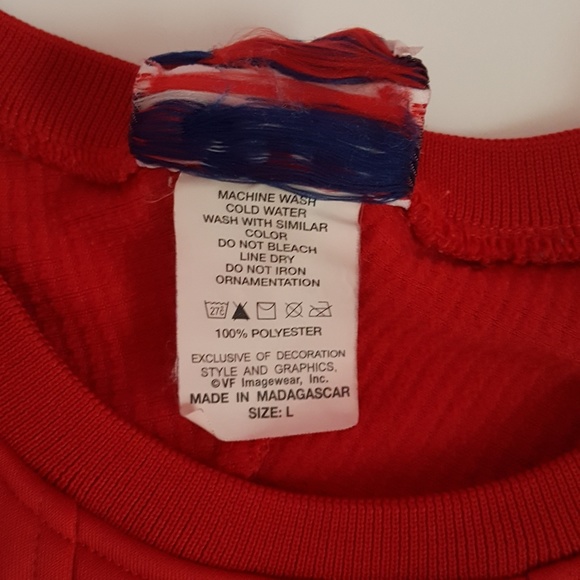 MACHINE WASH
COLD WATER
WASH WITH SIMILAR
COLOR
DO NOT BLEACH
LINE DRY
DO NOT IRON
ORNAMENTATION
100% POLYESTER
EXCLUSIVE OF DECORATION
STYLE AND GRAPHICS.
©VF Imagewear, Inc.
MADE IN MADAGASCAR
SIZE: L